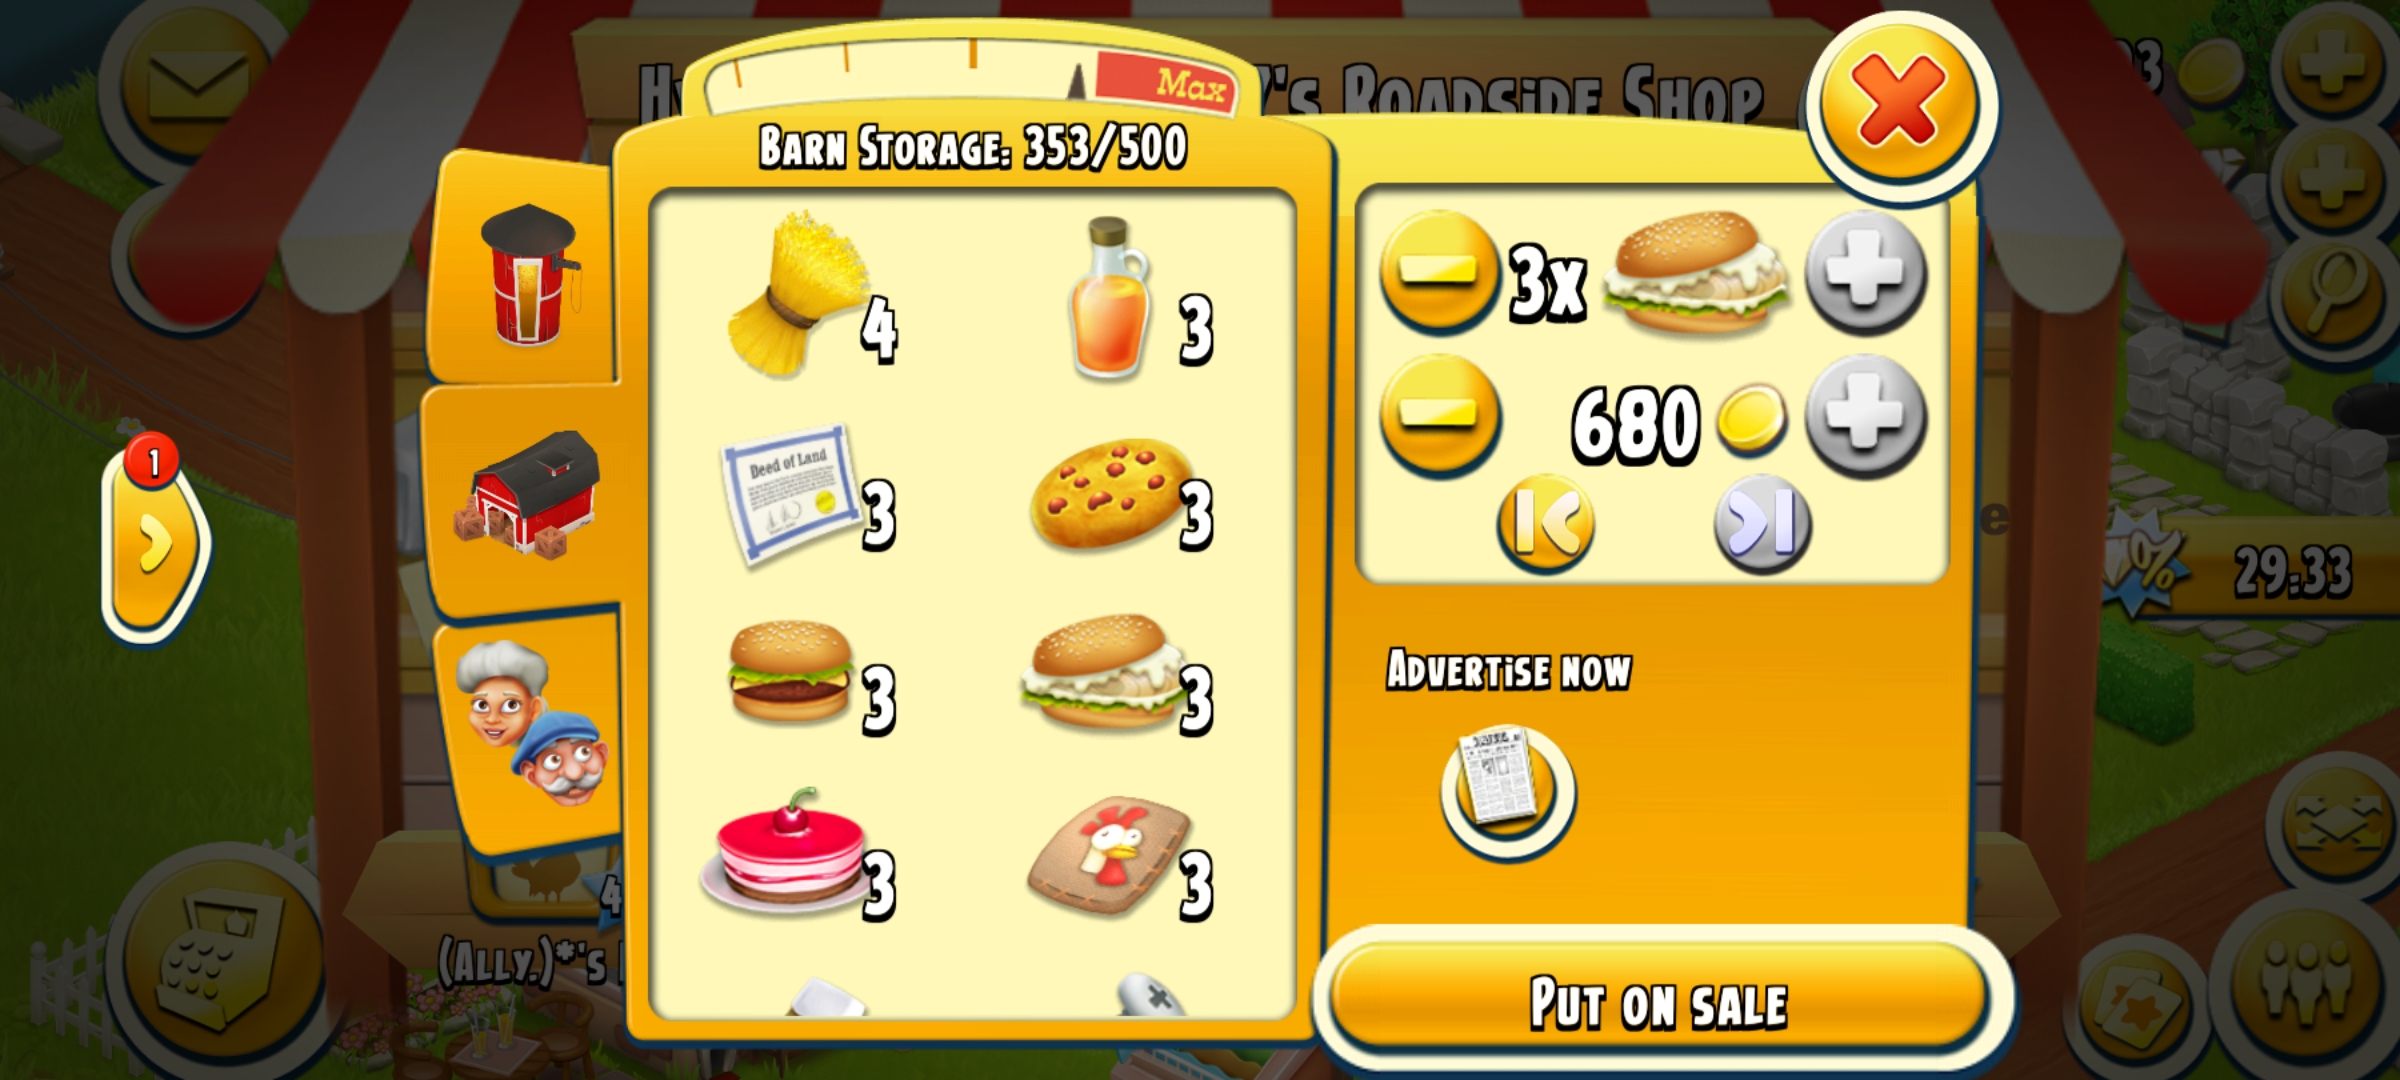 Max
's Roadside Shop
Barn Storage: 353/500
4
3
Deed of Land
3
3
3
3
3
3
3x
680
1
29:33
Advertise now
(Ally.)*'s
4
Put on sale